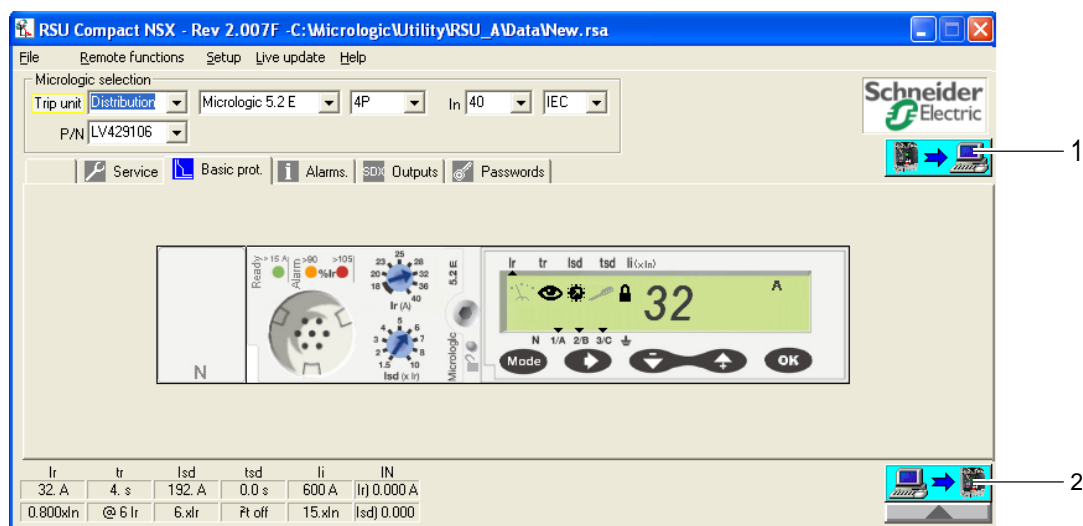 RSU Compact NSX - Rev 2.007F -C:\Micrologic\Utility\RSU_A\Data\New.rsa
File Remote functions Setup Live update Help
Micrologic selection
Trip unit Distribution Micrologic 5.2 E 4P In 40 IEC
P/N LV429106
Schneider
Electric
1
Service Basic prot. i Alarms. SDX Outputs Passwords
Ready >15 A
Alarm >90 >105
%Ir
23 25 28
20 32
18 36
40
Ir (A)
4 5 6
3 7
2 8
1.5 10
Isd (x Ir)
5.2 E
Micrologic
N
Ir tr Isd tsd Ii(xIn)
32 A
N 1/A 2/B 3/C
Mode OK
Ir tr Isd tsd Ii IN
32. A 4. s 192. A 0.0 s 600 A Ir) 0.000 A
0.800xIn @ 6 Ir 6.xIr I²t off 15.xIn Isd) 0.000
2